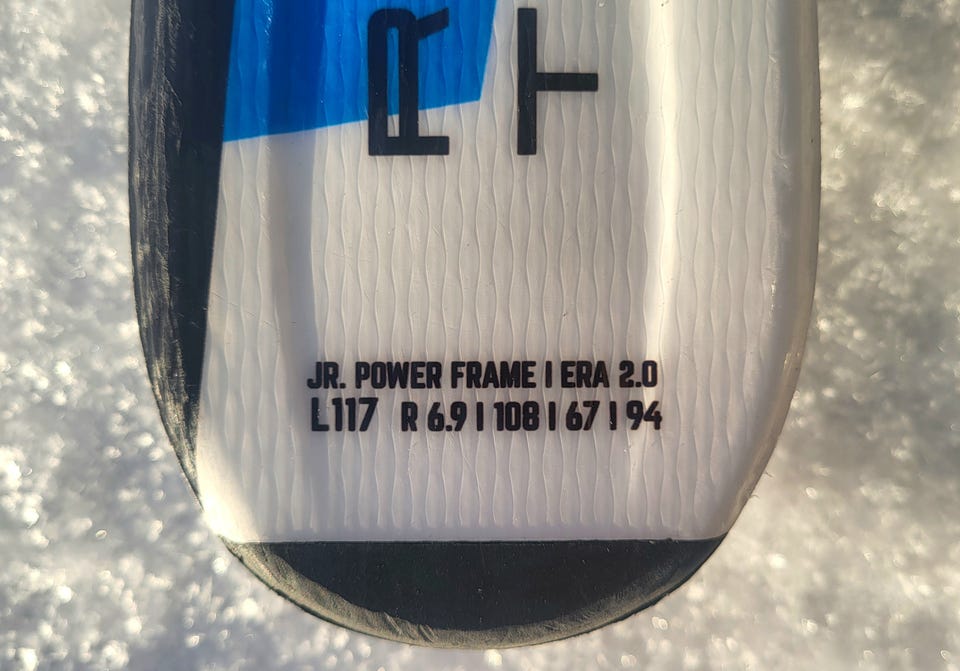 R
T
JR. POWER FRAME | ERA 2.0
L117 R 6.9 | 108 | 67 | 94